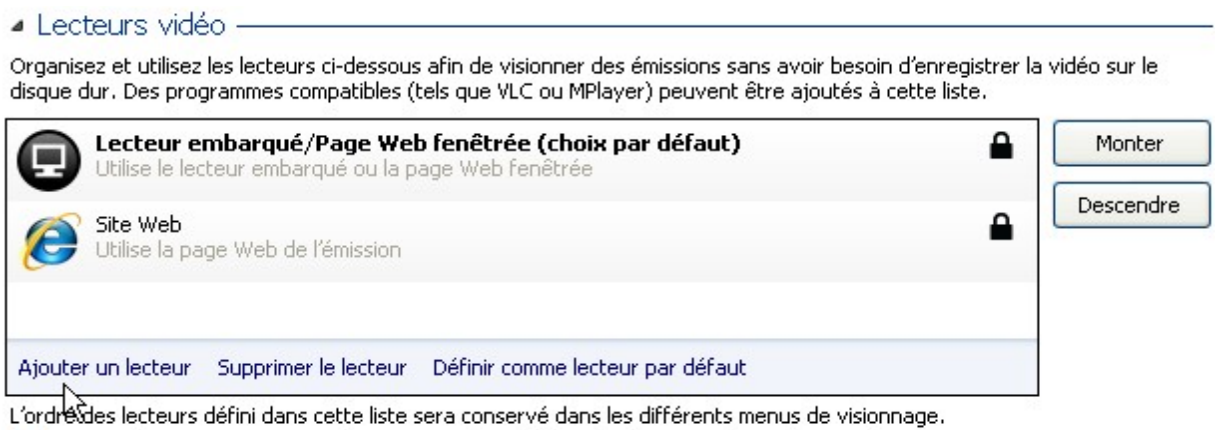 Lecteurs vidéo
Organisez et utilisez les lecteurs ci-dessous afin de visionner des émissions sans avoir besoin d'enregistrer la vidéo sur le
disque dur. Des programmes compatibles (tels que VLC ou MPlayer) peuvent être ajoutés à cette liste.
Lecteur embarqué/Page Web fenêtrée (choix par défaut)
Utilise le lecteur embarqué ou la page Web fenêtrée
Site Web
Utilise la page Web de l'émission
Monter
Descendre
Ajouter un lecteur Supprimer le lecteur Définir comme lecteur par défaut
L'ordre des lecteurs défini dans cette liste sera conservé dans les différents menus de visionnage.